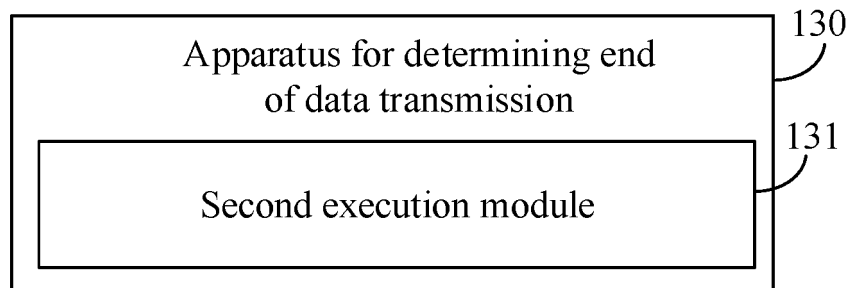 130
Apparatus for determining end
of data transmission
131
Second execution module